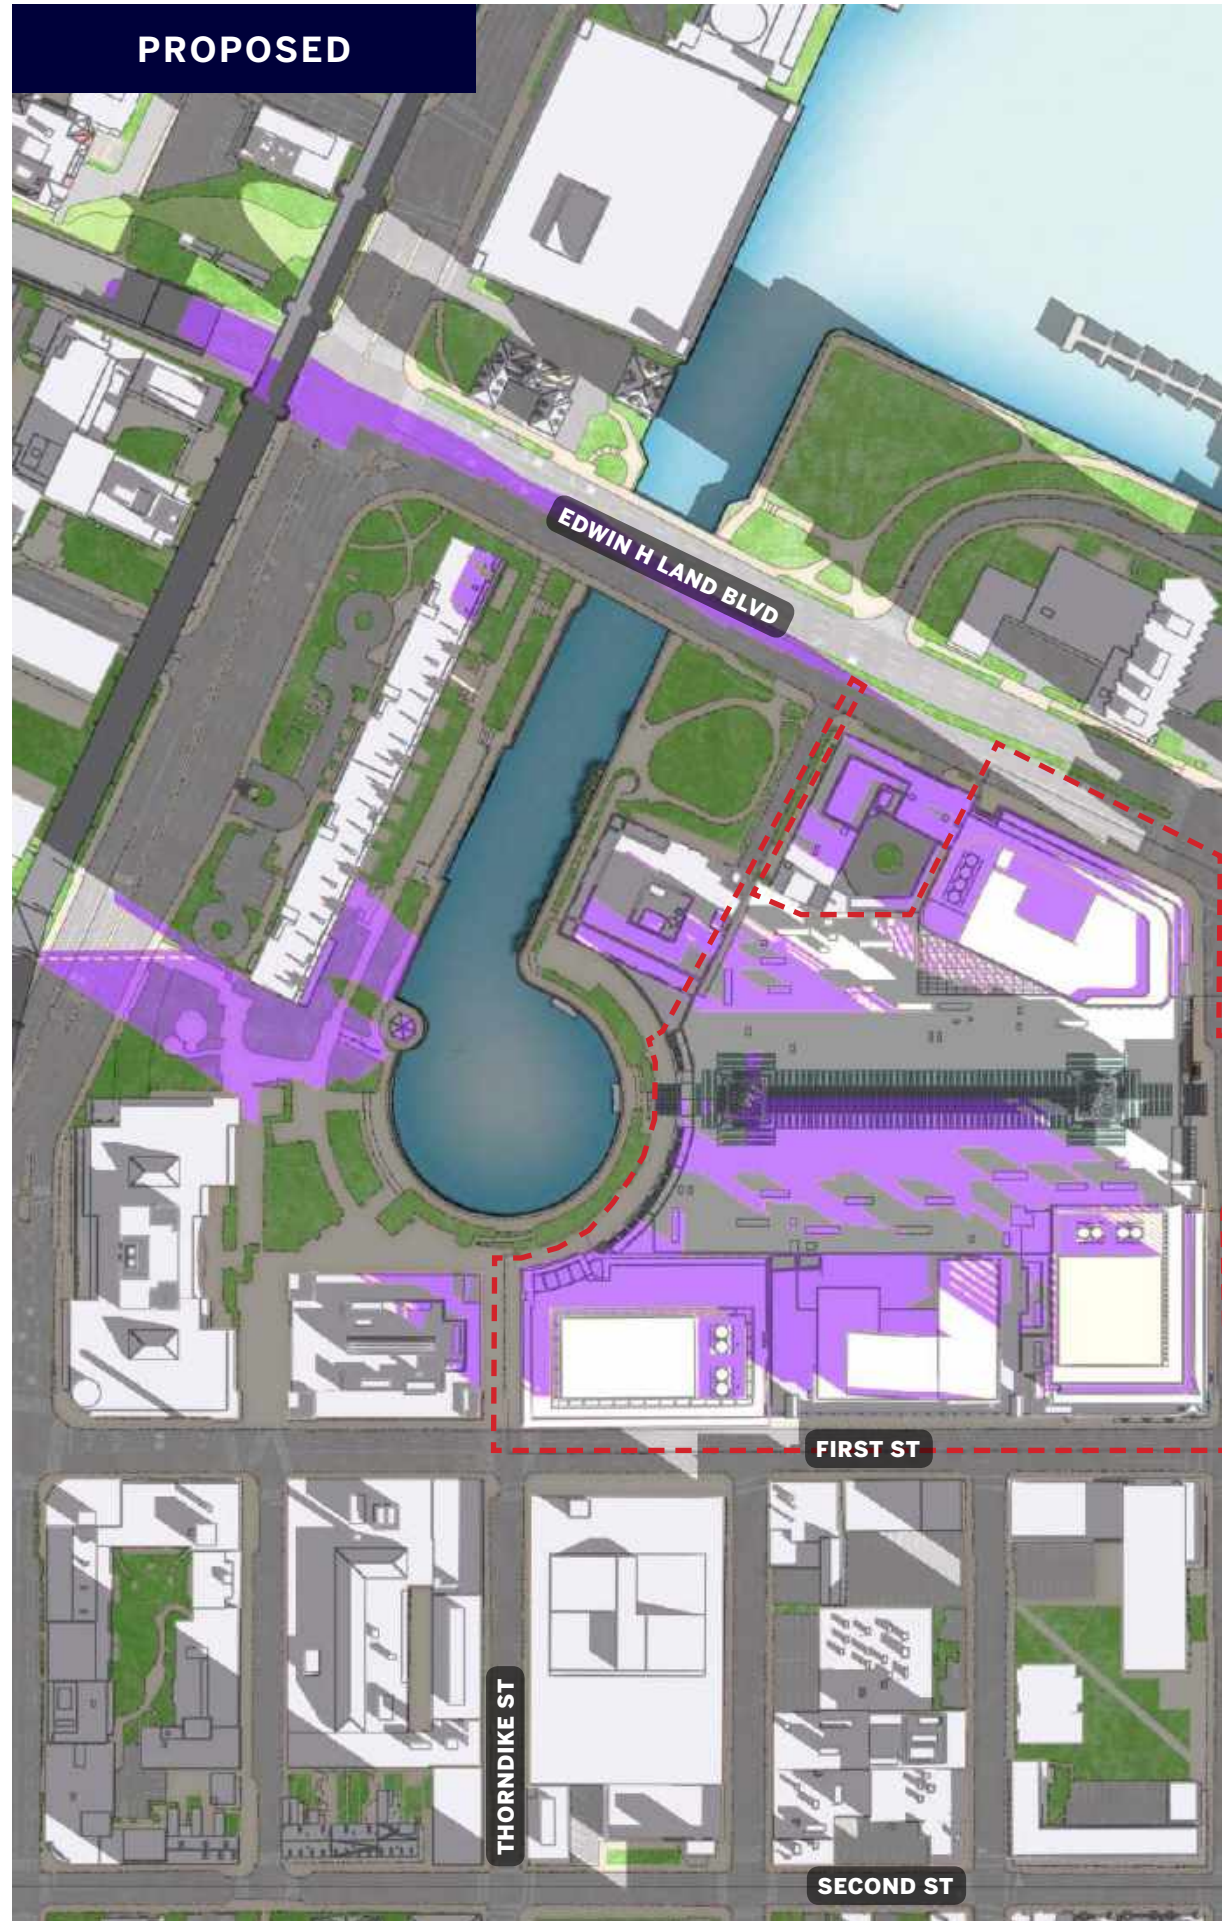 PROPOSED
EDWIN H LAND BLVD
FIRST ST
THORNDIKE ST
SECOND ST